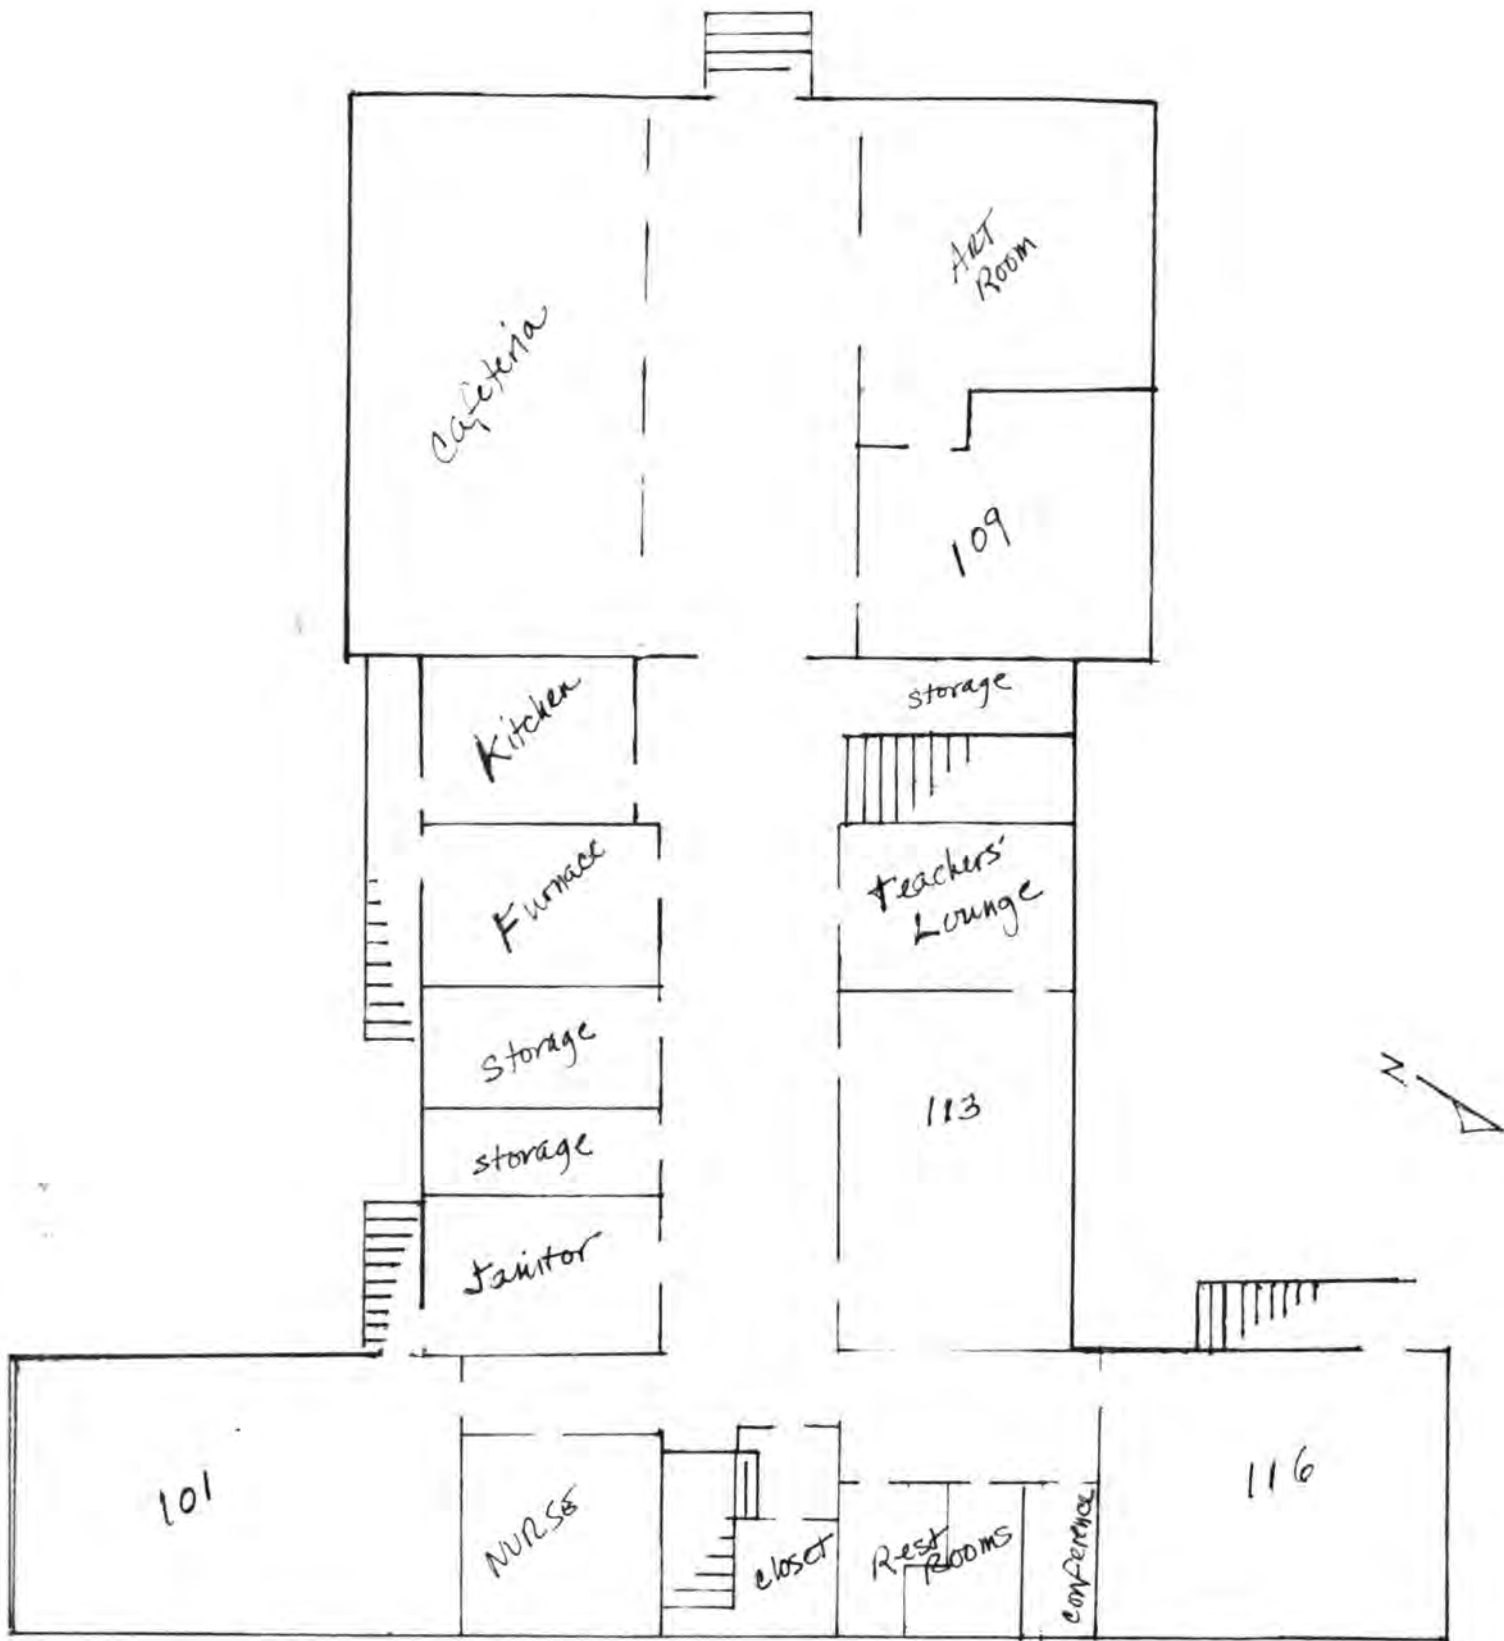 ART
Room
Cafeteria
109
storage
Kitchen
Furnace
teachers'
Lounge
storage
113
N
storage
Janitor
101
NURSE
closet
Rest
Rooms
conference
116